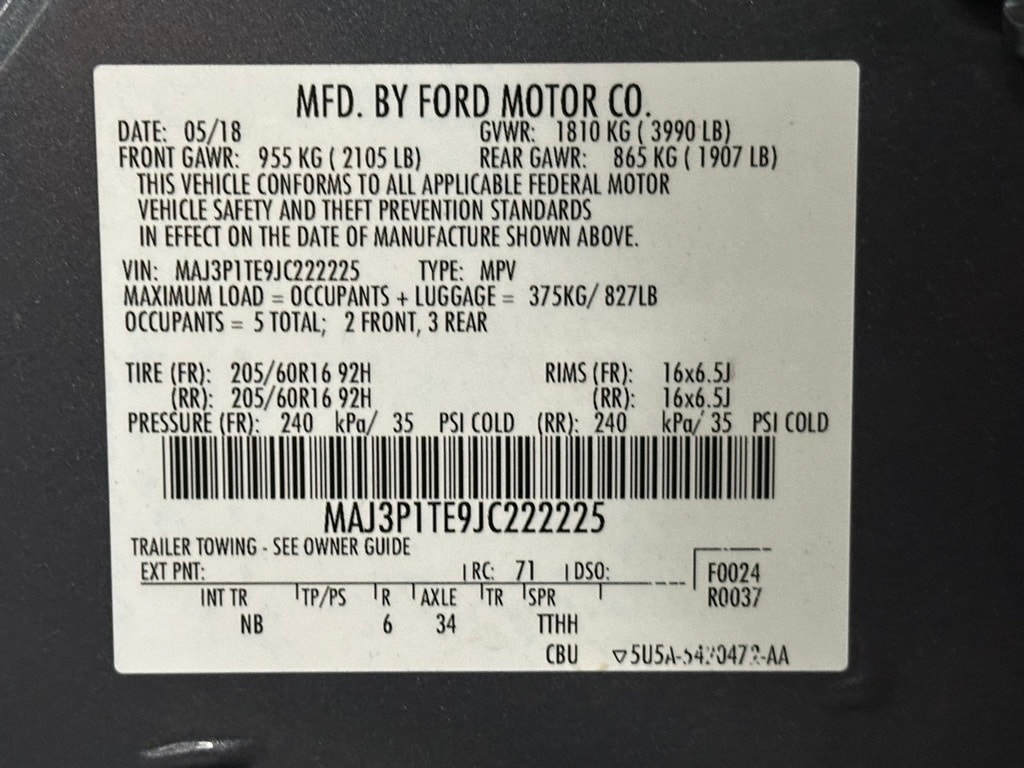 MFD. BY FORD MOTOR CO.
DATE: 05/18 GVWR: 1810 KG ( 3990 LB)
FRONT GAWR: 955 KG ( 2105 LB) REAR GAWR: 865 KG ( 1907 LB)
THIS VEHICLE CONFORMS TO ALL APPLICABLE FEDERAL MOTOR
VEHICLE SAFETY AND THEFT PREVENTION STANDARDS
IN EFFECT ON THE DATE OF MANUFACTURE SHOWN ABOVE.
VIN: MAJ3P1TE9JC222225 TYPE: MPV
MAXIMUM LOAD = OCCUPANTS + LUGGAGE = 375KG/ 827LB
OCCUPANTS = 5 TOTAL; 2 FRONT, 3 REAR
TIRE (FR): 205/60R16 92H RIMS (FR): 16x6.5J
(RR): 205/60R16 92H (RR): 16x6.5J
PRESSURE (FR): 240 kPa/ 35 PSI COLD (RR): 240 kPa/ 35 PSI COLD
MAJ3P1TE9JC222225
TRAILER TOWING - SEE OWNER GUIDE
EXT PNT: RC: 71 DSO: F0024
INT TR TP/PS R AXLE TR SPR R0037
NB 6 34 TTHH
CBU